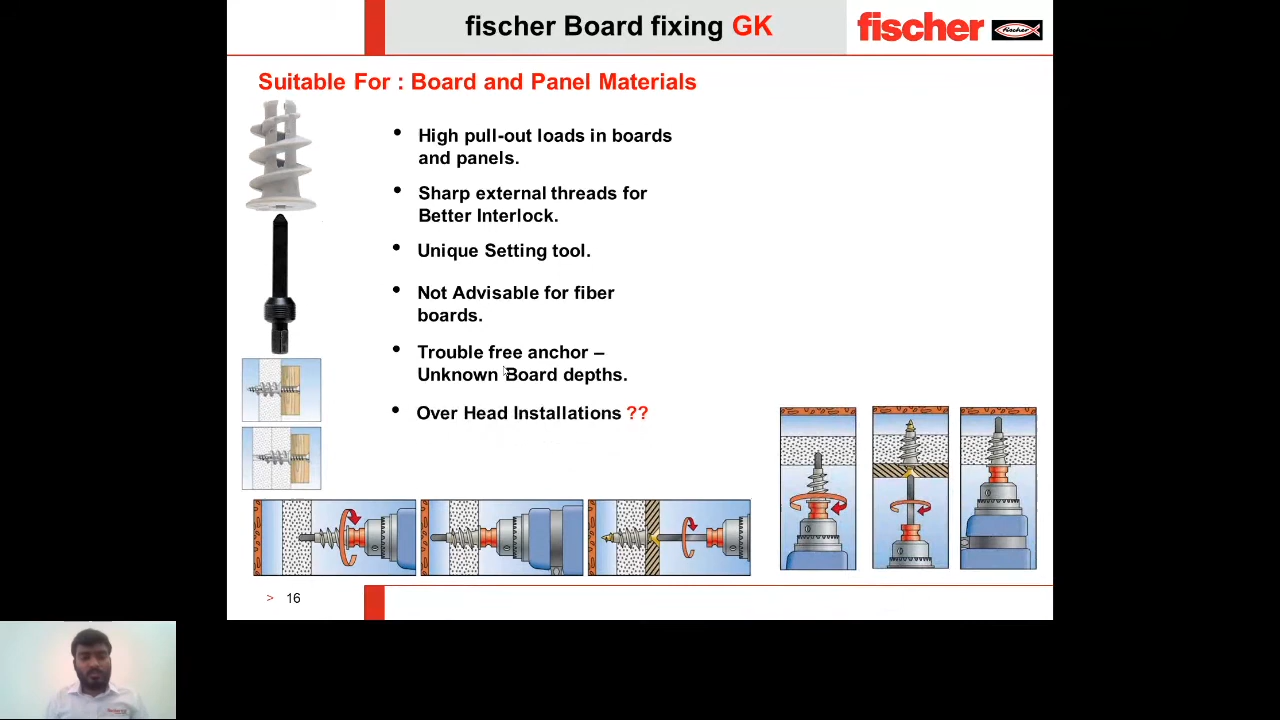 fischer Board fixing GK
fischer
fischer
Suitable For : Board and Panel Materials
• High pull-out loads in boards
and panels.
• Sharp external threads for
Better Interlock.
• Unique Setting tool.
• Not Advisable for fiber
boards.
• Trouble free anchor –
Unknown Board depths.
• Over Head Installations ??
> 16